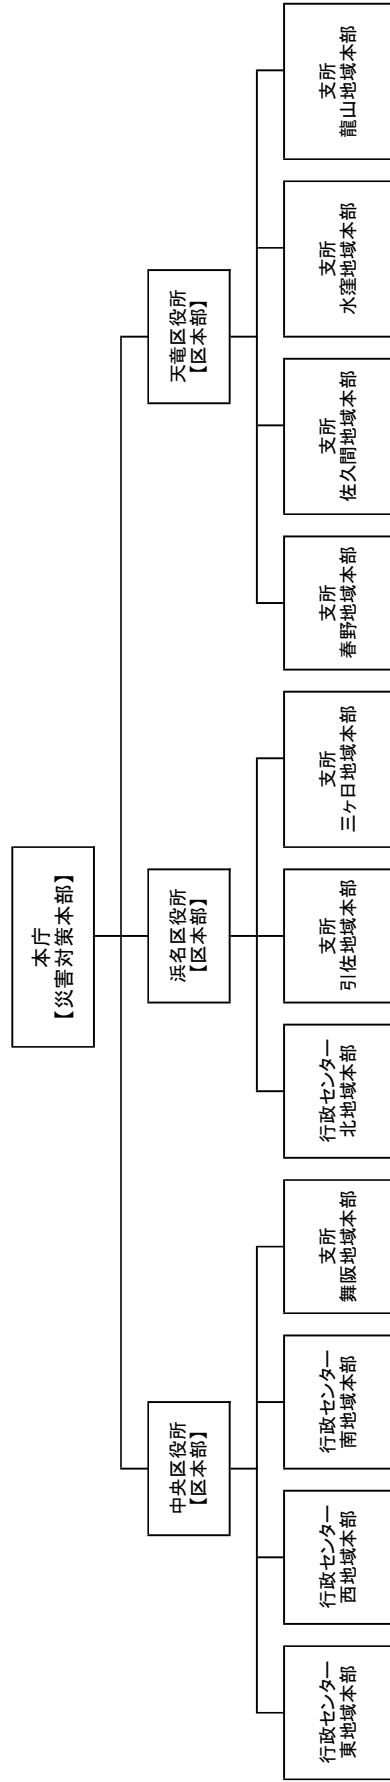 本庁
【災害対策本部】
中央区役所
【区本部】
浜名区役所
【区本部】
天竜区役所
【区本部】
行政センター
東地域本部
行政センター
西地域本部
行政センター
南地域本部
支所
舞阪地域本部
行政センター
北地域本部
支所
引佐地域本部
支所
三ヶ日地域本部
支所
春野地域本部
支所
佐久間地域本部
支所
水窪地域本部
支所
龍山地域本部